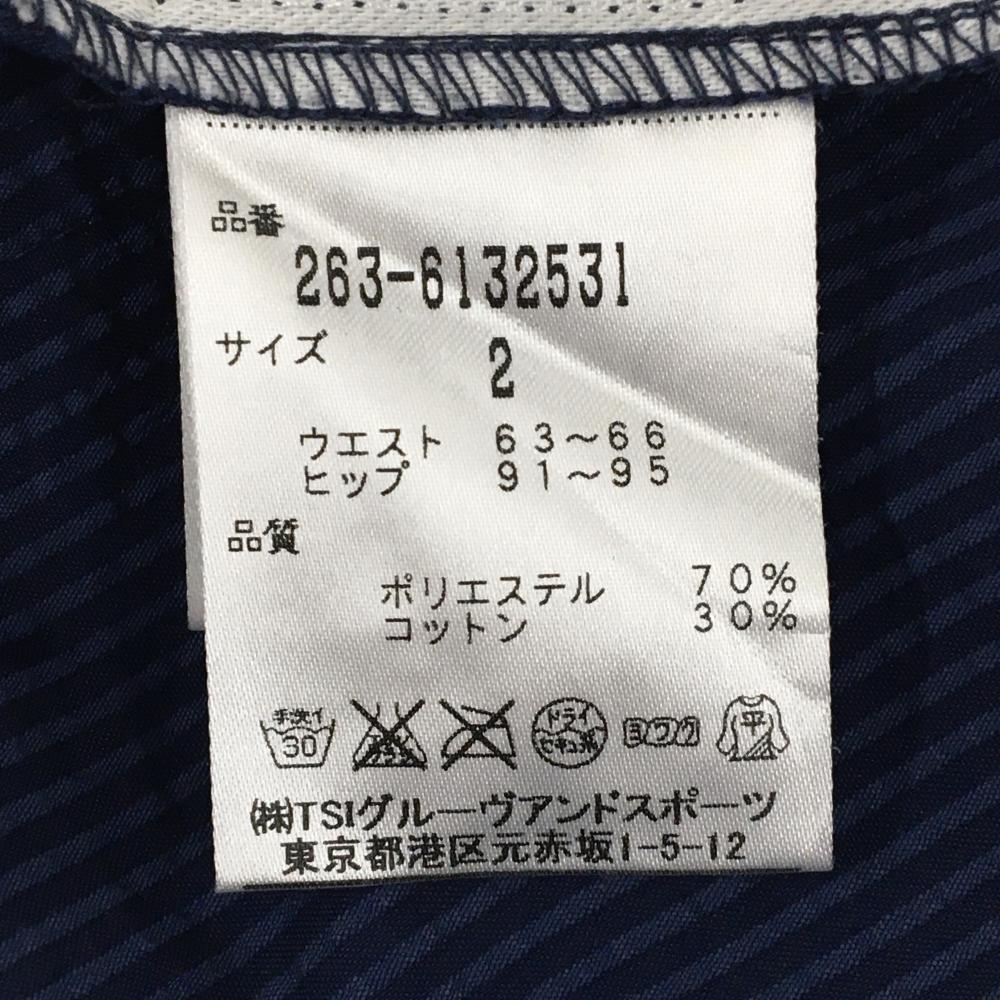 品番
263-6132531
サイズ 2
ウエスト 63〜66
ヒップ 91〜95
品質
ポリエステル 70%
コットン 30%
手洗イ 30
ドライ
セキユ系
ヨワク
平
㈱TSIグルーヴアンドスポーツ
東京都港区元赤坂1-5-12